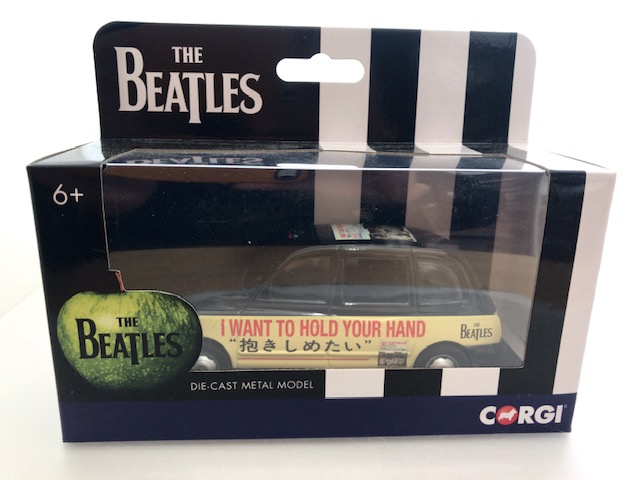 THE
BEATLES
BEATLES
6+
THE
BEATLES
I WANT TO HOLD YOUR HAND
"抱きしめたい"
THE
BEATLES
DIE-CAST METAL MODEL
CORGI